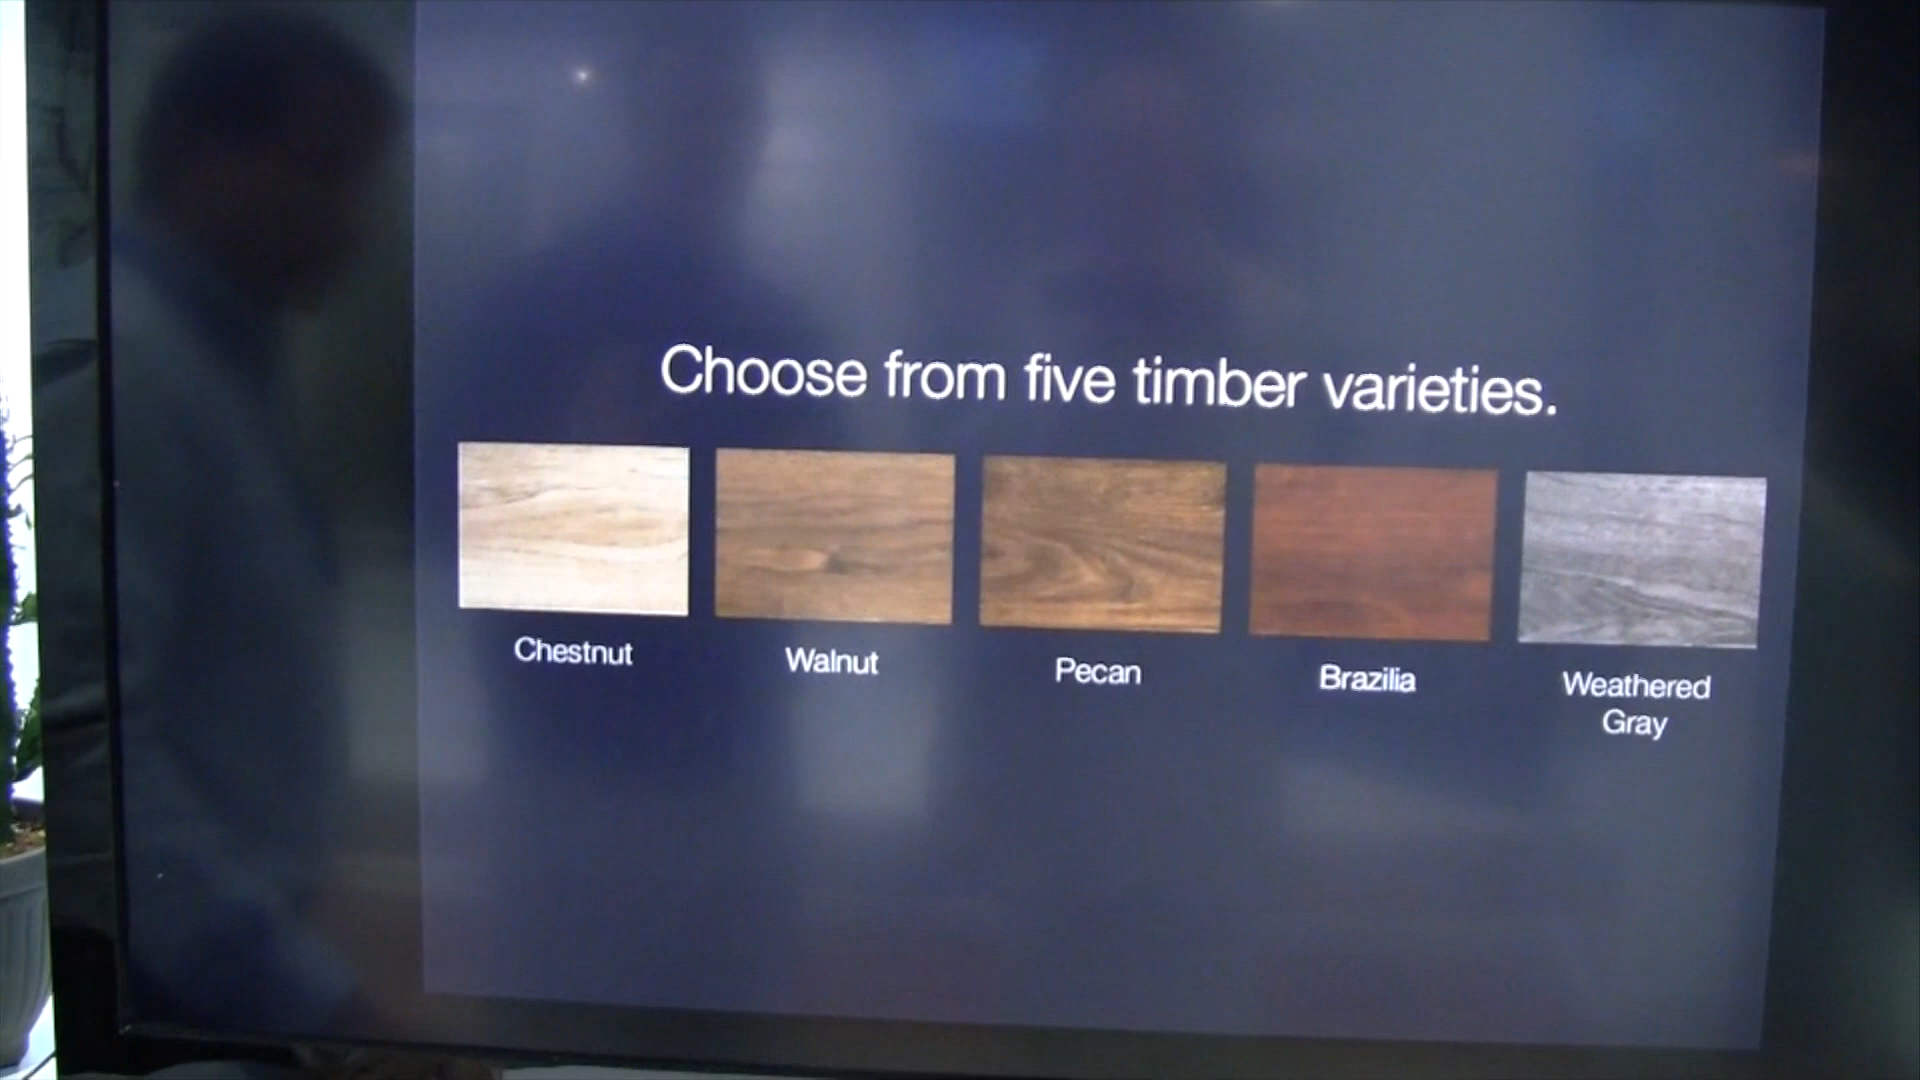 Choose from five timber varieties.
Chestnut
Walnut
Pecan
Brazilia
Weathered
Gray